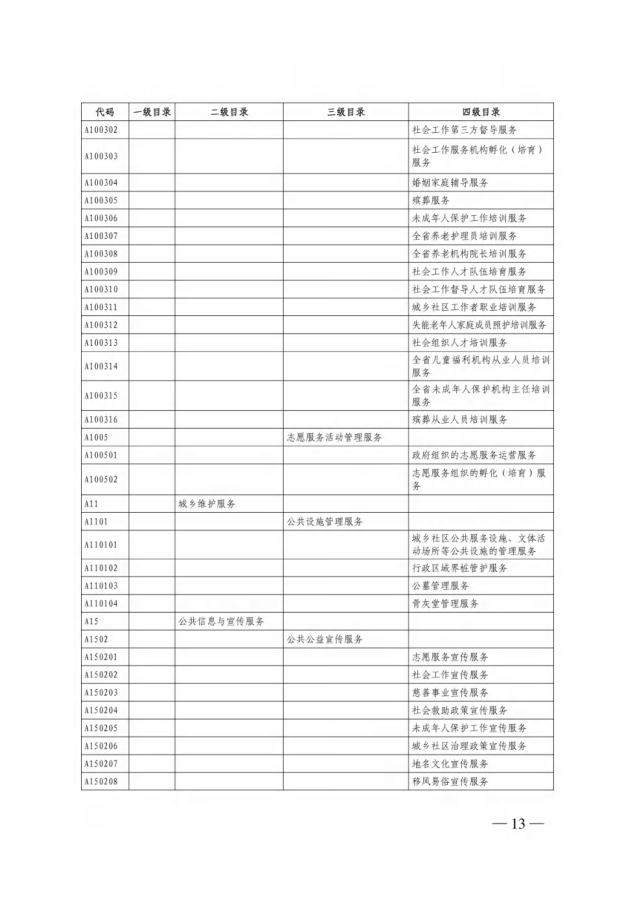 代码 一级目录 二级目录 三级目录 四级目录
A100302 社会工作第三方督导服务
A100303 社会工作服务机构孵化（培育）
服务
A100304 婚姻家庭辅导服务
A100305 殡葬服务
A100306 未成年人保护工作培训服务
A100307 全省养老护理员培训服务
A100308 全省养老机构院长培训服务
A100309 社会工作人才队伍培育服务
A100310 社会工作督导人才队伍培育服务
A100311 城乡社区工作者职业培训服务
A100312 失能老年人家庭成员照护培训服务
A100313 社会组织人才培训服务
A100314 全省儿童福利机构从业人员培训
服务
A100315 全省未成年人保护机构主任培训
服务
A100316 殡葬从业人员培训服务
A1005 志愿服务活动管理服务
A100501 政府组织的志愿服务运营服务
A100502 志愿服务组织的孵化（培育）服
务
A11 城乡维护服务
A1101 公共设施管理服务
A110101 城乡社区公共服务设施、文体活
动场所等公共设施的管理服务
A110102 行政区域界桩管护服务
A110103 公墓管理服务
A110104 骨灰堂管理服务
A15 公共信息与宣传服务
A1502 公共公益宣传服务
A150201 志愿服务宣传服务
A150202 社会工作宣传服务
A150203 慈善事业宣传服务
A150204 社会救助政策宣传服务
A150205 未成年人保护工作宣传服务
A150206 城乡社区治理政策宣传服务
A150207 地名文化宣传服务
A150208 移风易俗宣传服务
— 13 —